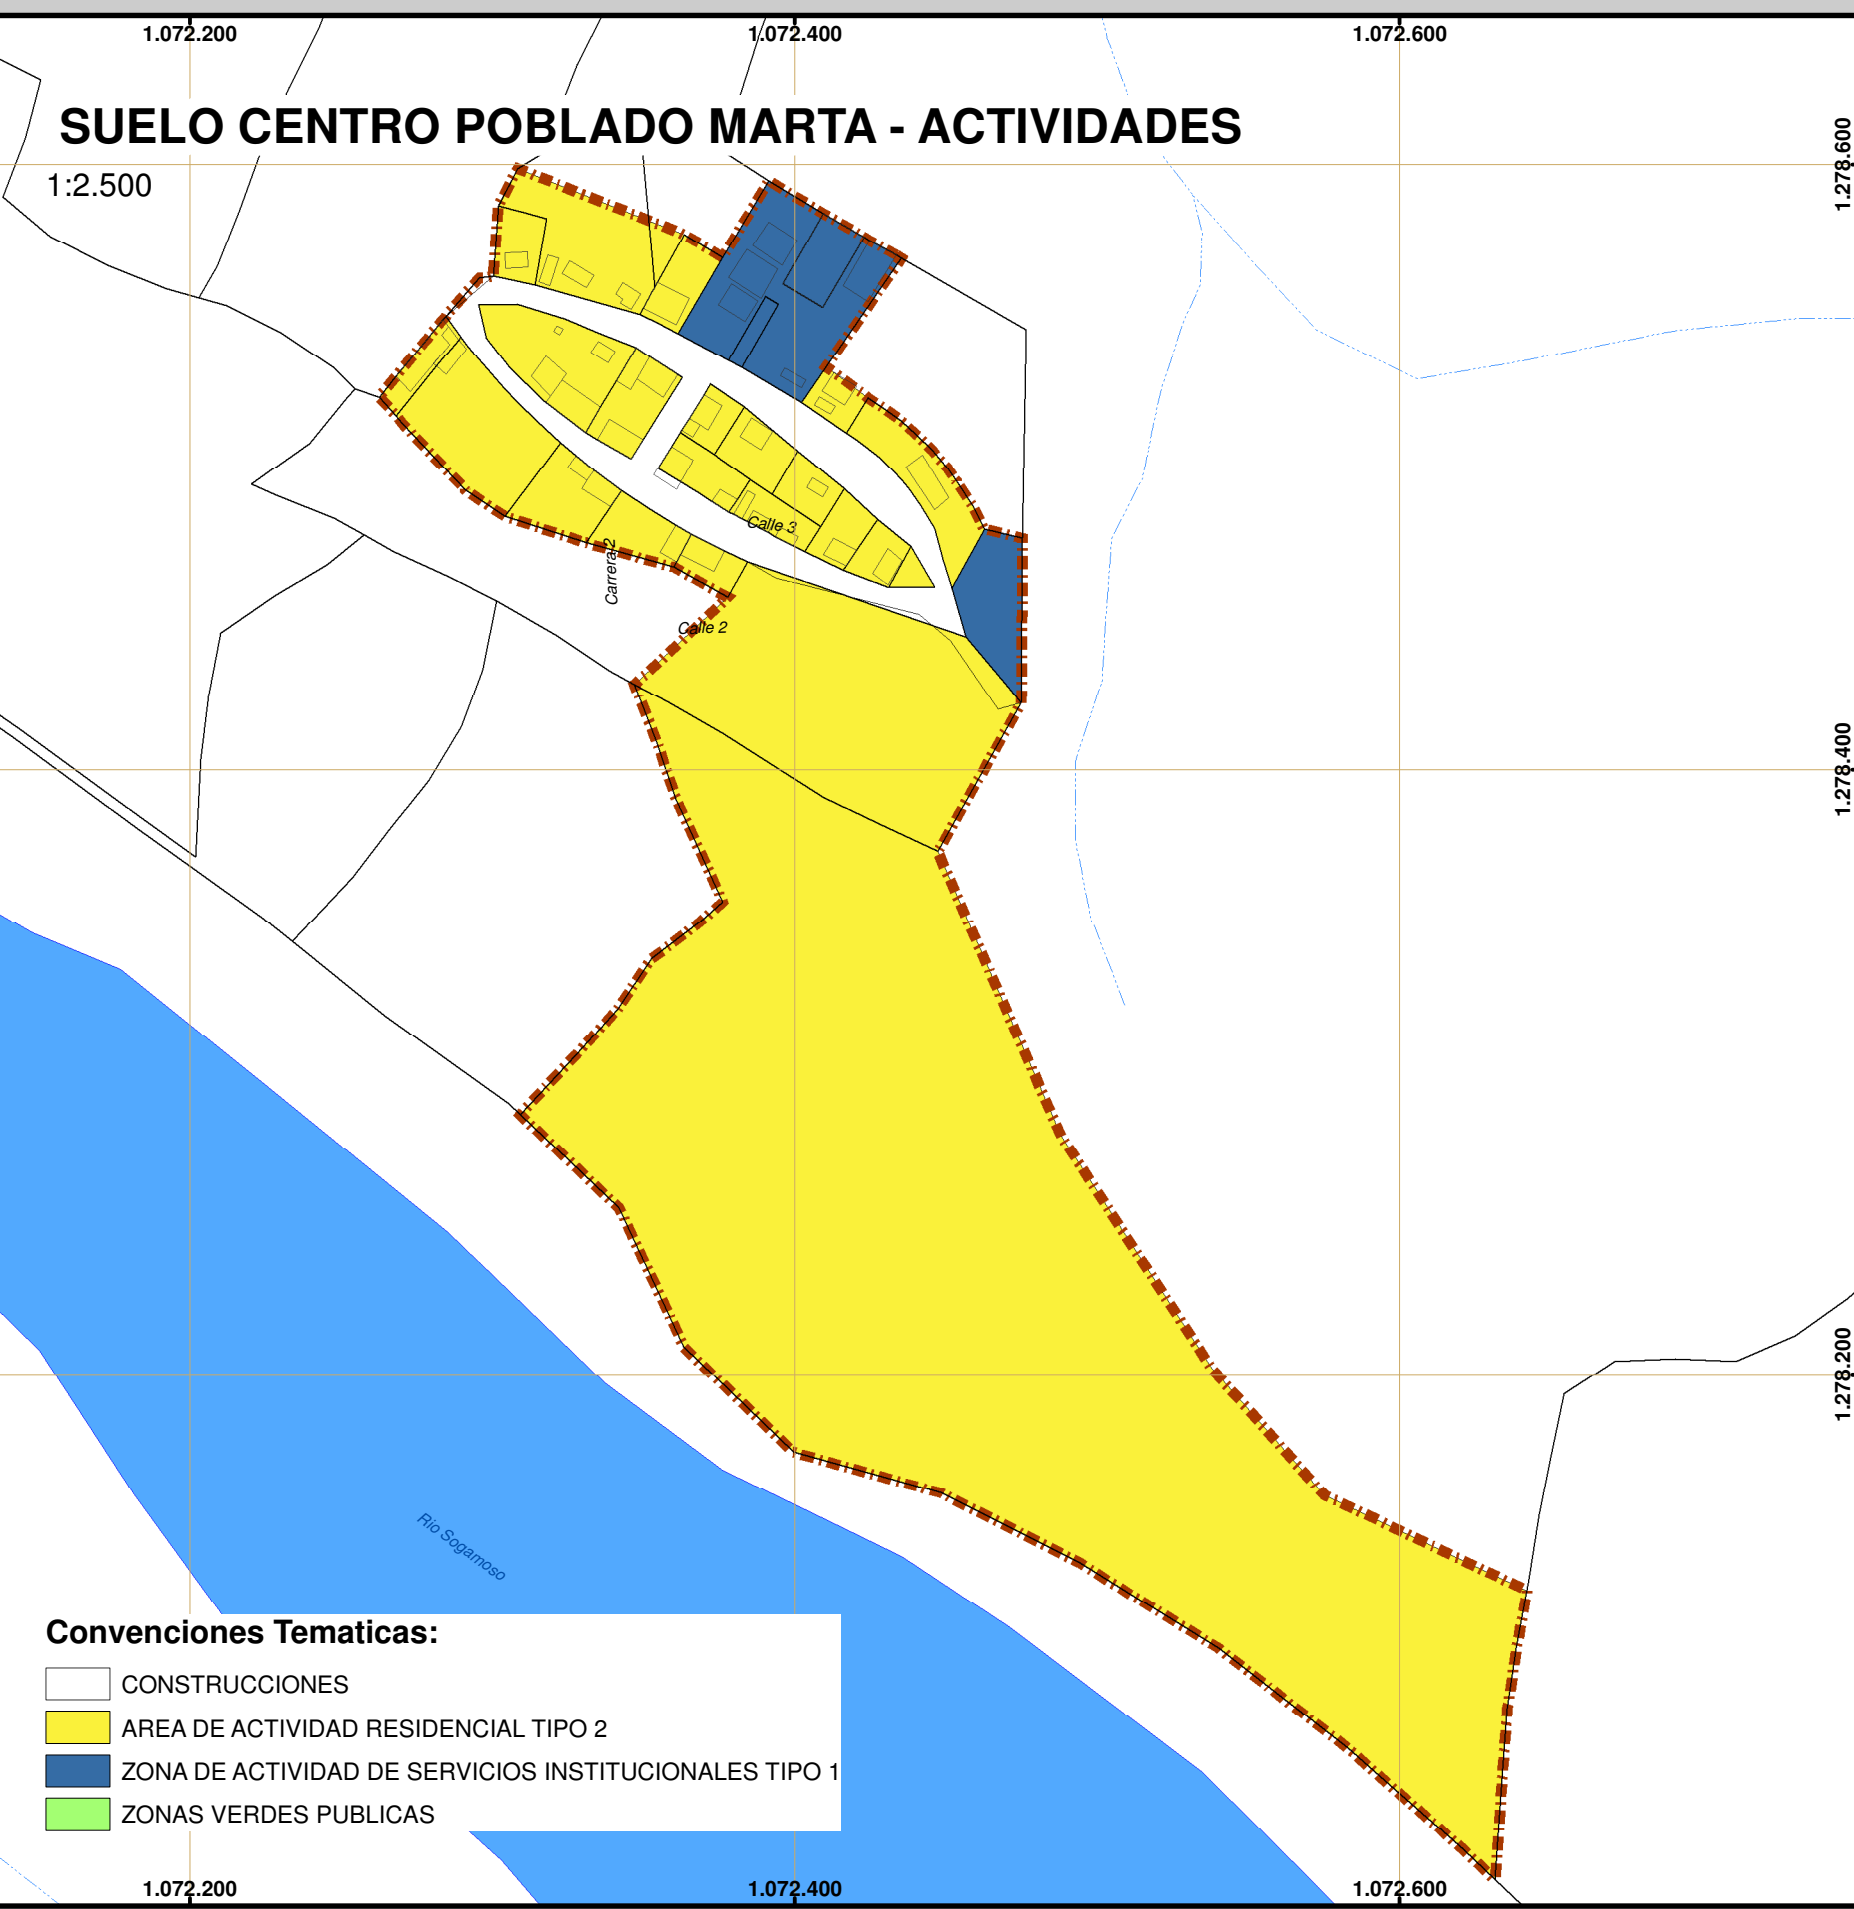 1.072.200 1.072.400 1.072.600
SUELO CENTRO POBLADO MARTA - ACTIVIDADES
1:2.500
1.278.600
Calle 3
Carrera 2
Calle 2
1.278.400
1.278.200
Rio Sogamoso
Convenciones Tematicas:
CONSTRUCCIONES
AREA DE ACTIVIDAD RESIDENCIAL TIPO 2
ZONA DE ACTIVIDAD DE SERVICIOS INSTITUCIONALES TIPO 1
ZONAS VERDES PUBLICAS
1.072.200 1.072.400 1.072.600